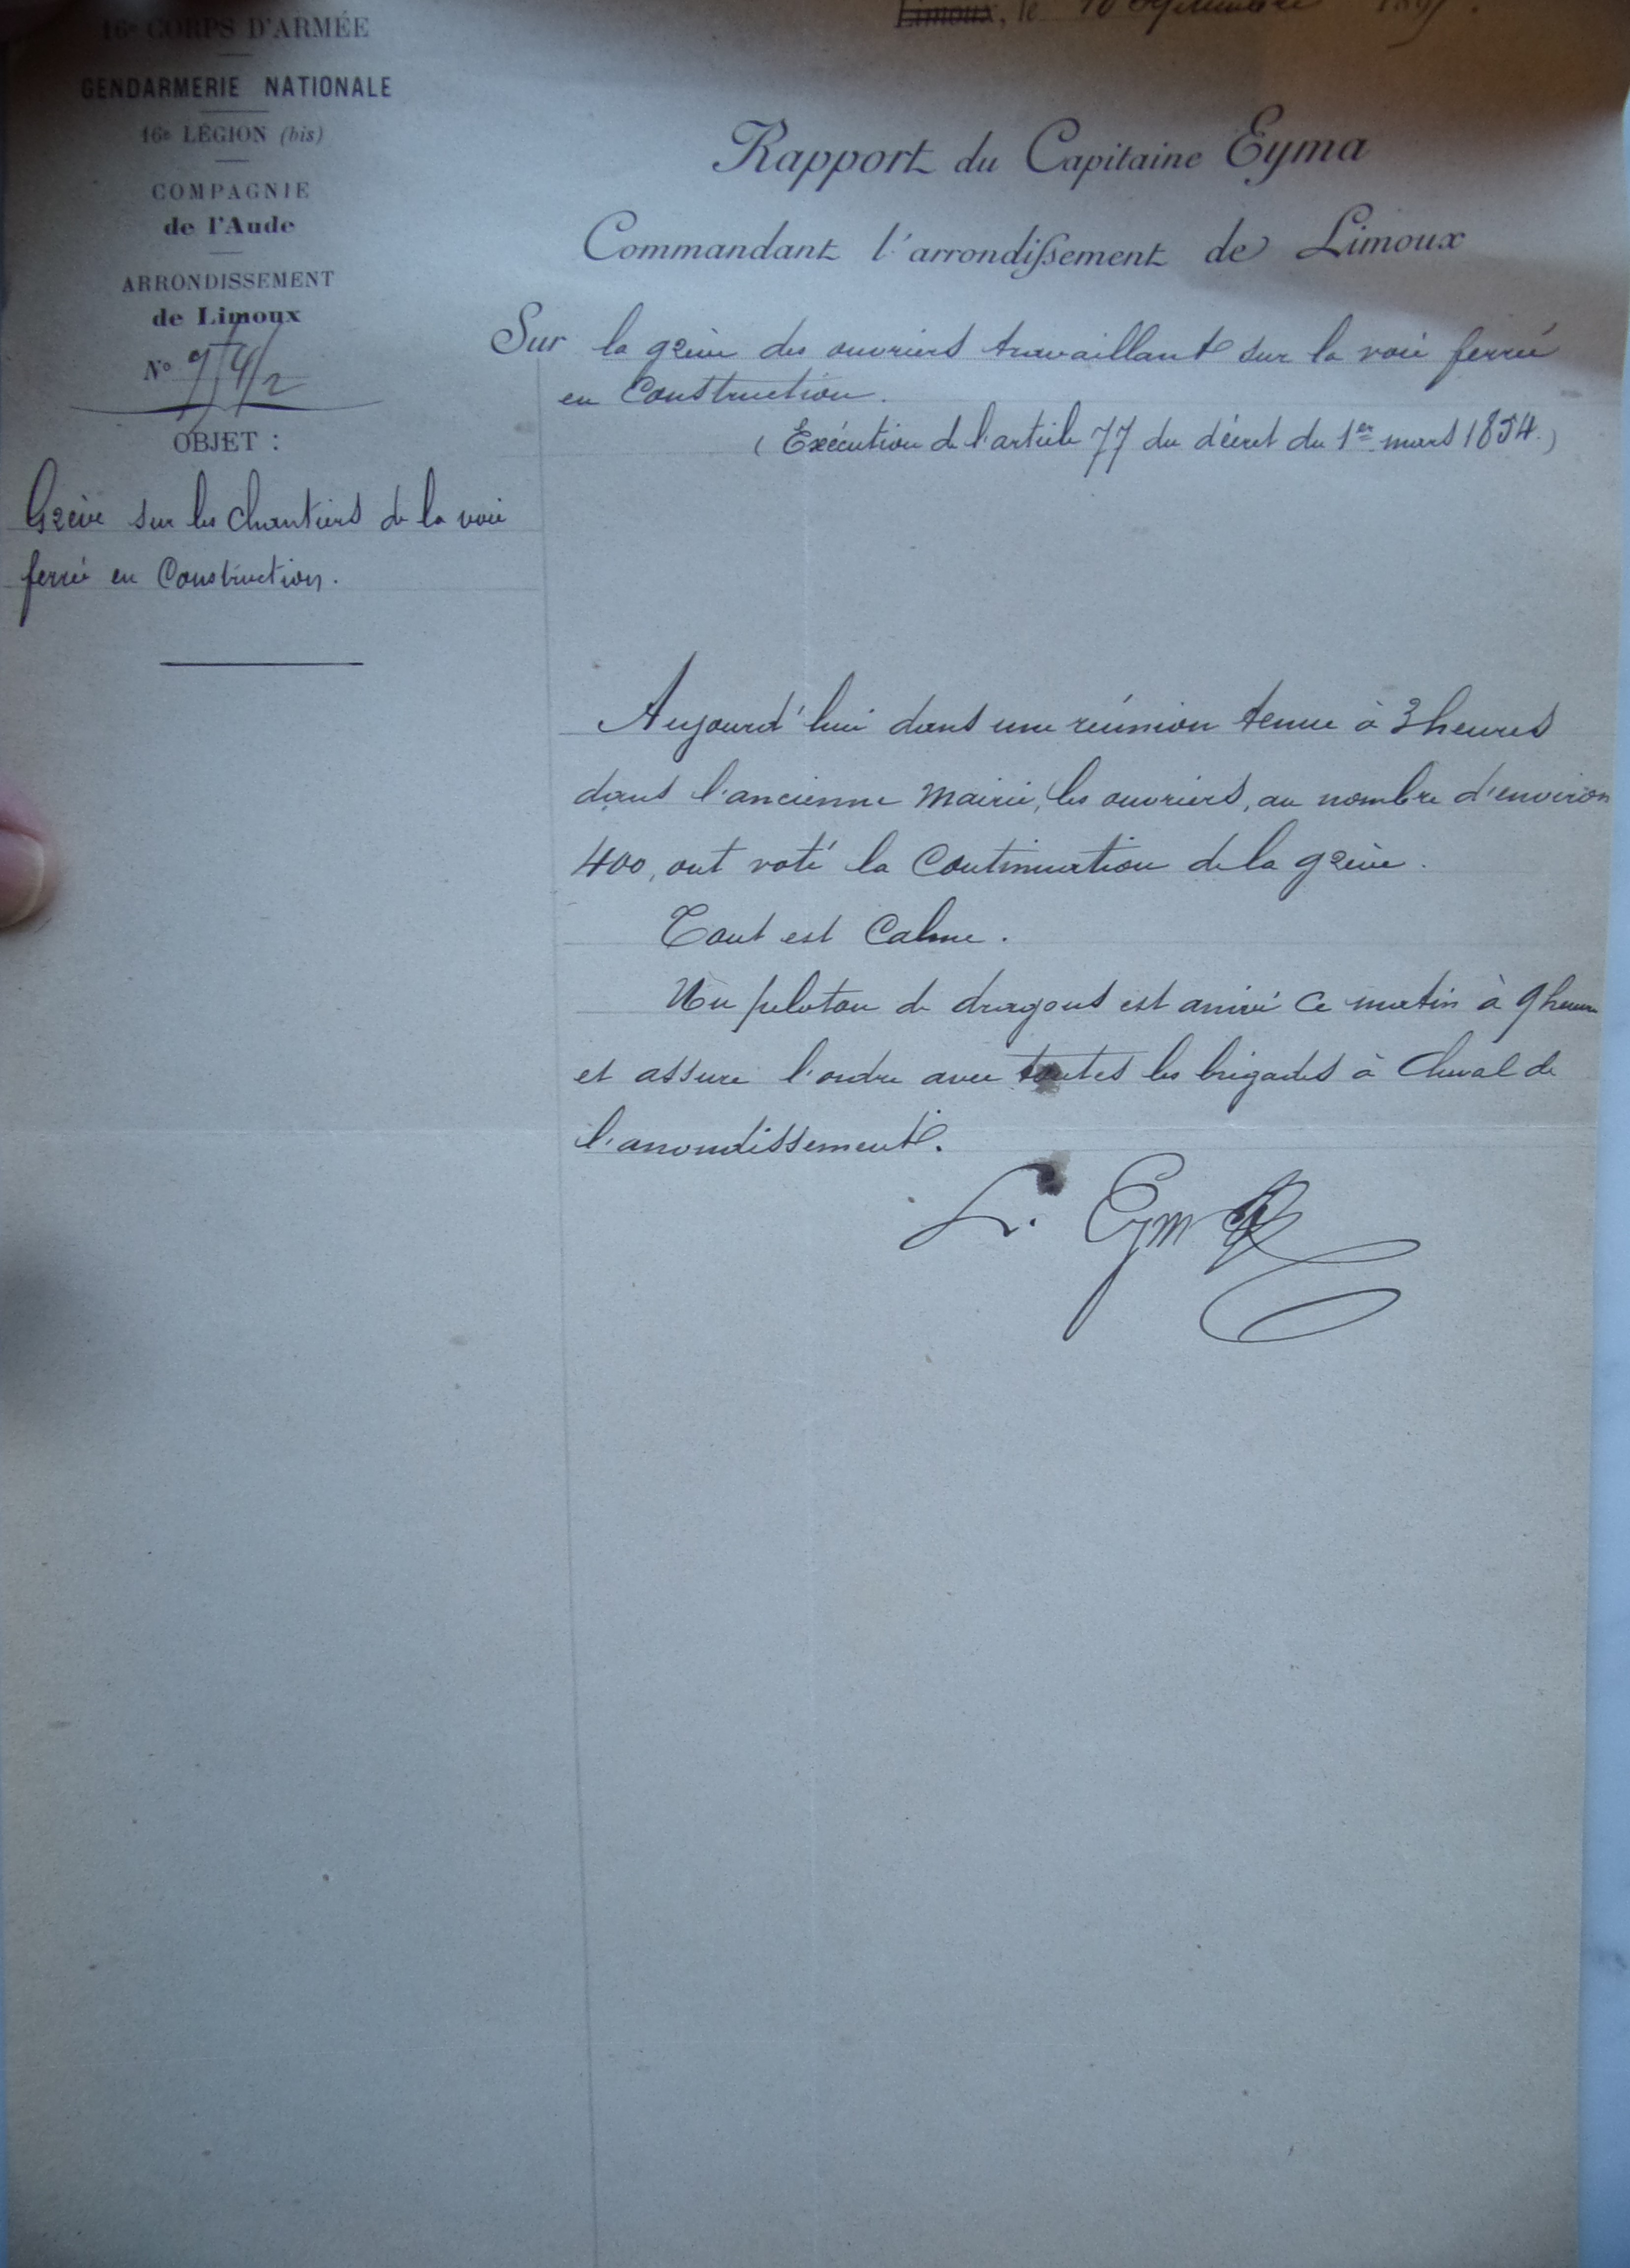 16e CORPS D'ARMÉE
GENDARMERIE NATIONALE
16e LÉGION (bis)
COMPAGNIE
de l'Aude
ARRONDISSEMENT
de Limoux
N° 9/4/2
OBJET :
Grève sur les chantiers de la voie
ferrée en Construction.
Limoux, le 10 Septembre 189
Rapport du Capitaine Eyma
Commandant l'arrondissement de Limoux
Sur la grève des ouvriers travaillant sur la voie ferrée
en Construction.
(Exécution de l'article 77 du décret du 1er mars 1854.)
Aujourd'hui dans une réunion tenue à 3 heures
dans l'ancienne Mairie, les ouvriers, au nombre d'environ
400, ont voté la Continuation de la grève.
Tout est Calme.
Un peloton de dragons est arrivé ce matin à 9 heures
et assure l'ordre avec toutes les brigades à Cheval de
l'arrondissement.
L. Eyma